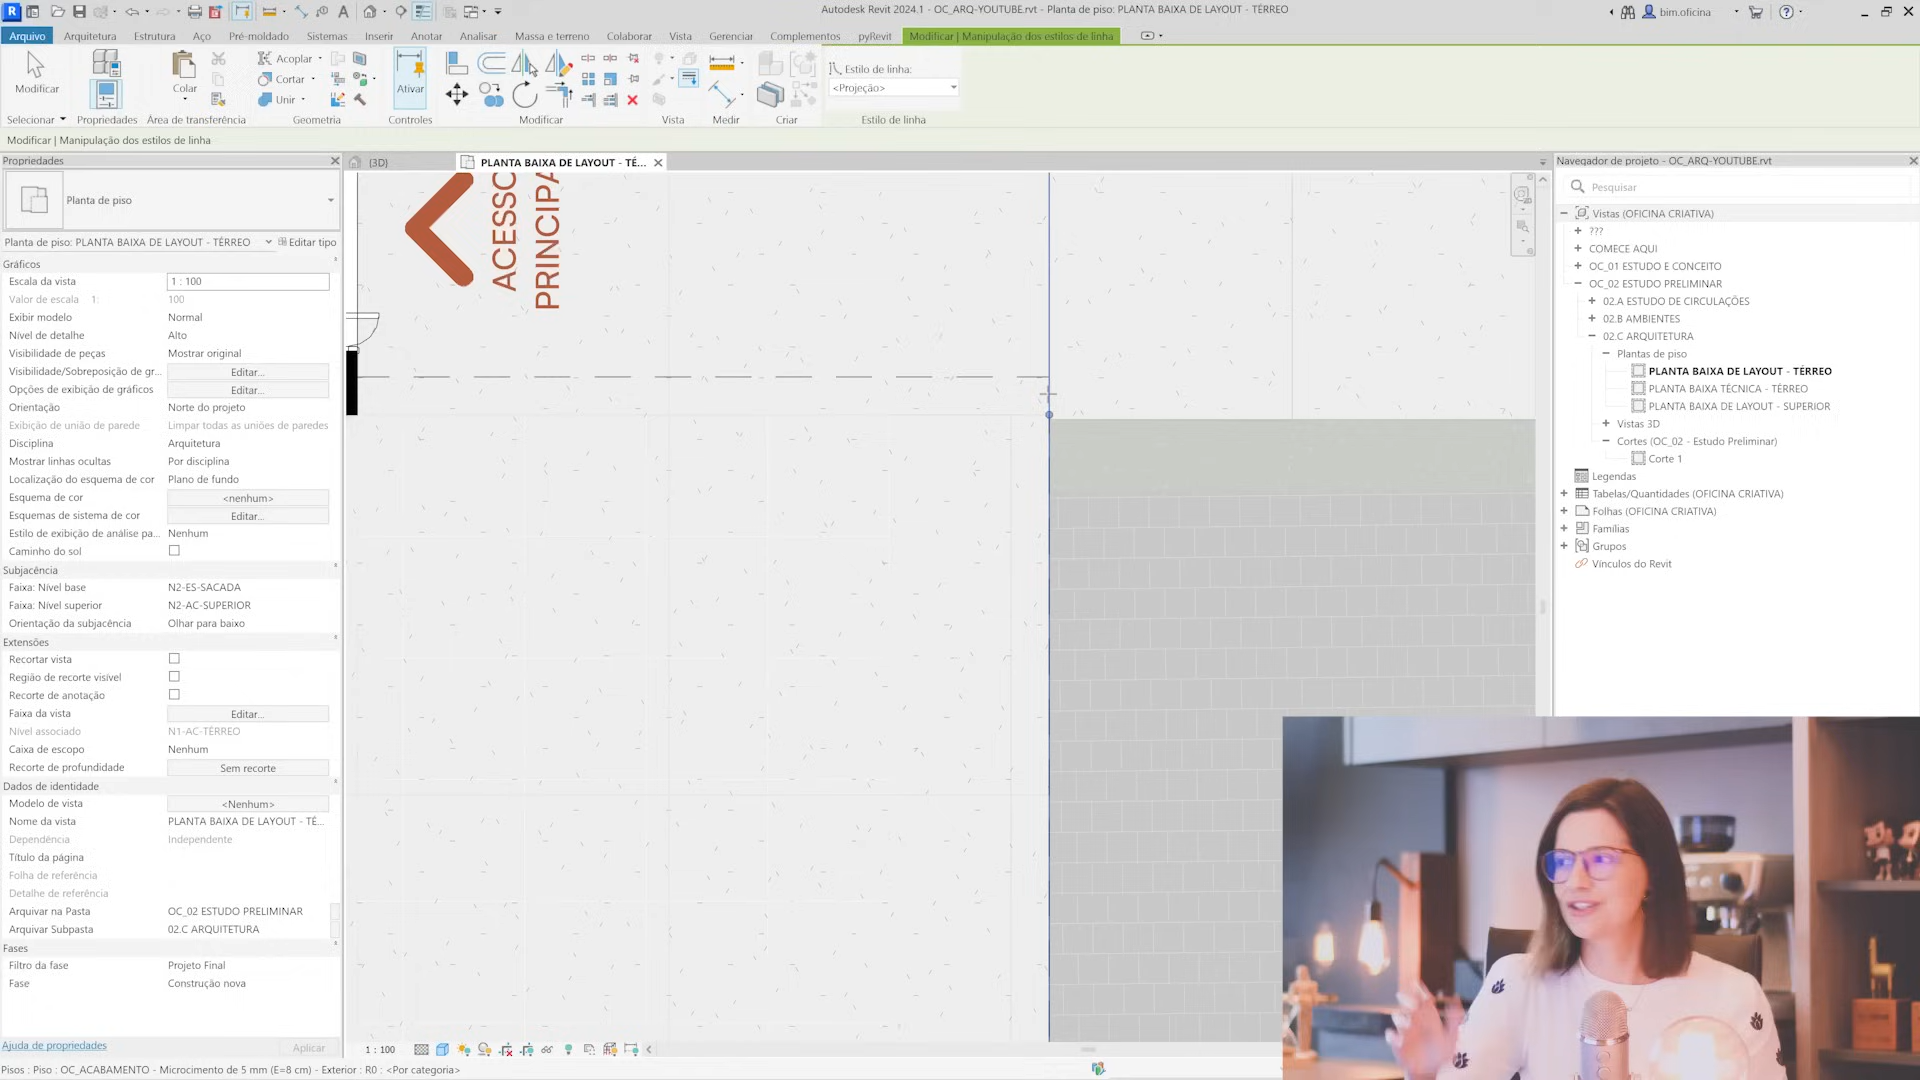 Autodesk Revit 2024.1 - OC_ARQ-YOUTUBE.rvt - Planta de piso: PLANTA BAIXA DE LAYOUT - TÉRREO
bim.oficina
Arquivo Arquitetura Estrutura Aço Pré-moldado Sistemas Inserir Anotar Analisar Massa e terreno Colaborar Vista Gerenciar Complementos pyRevit Modificar | Manipulação dos estilos de linha
Modificar
Colar
Acoplar
Cortar
Unir
Ativar
Estilo de linha:
<Projeção>
Selecionar Propriedades Área de transferência Geometria Controles Modificar Vista Medir Criar Estilo de linha
Modificar | Manipulação dos estilos de linha
Propriedades
Planta de piso
Planta de piso: PLANTA BAIXA DE LAYOUT - TÉRREO Editar tipo
Gráficos
Escala da vista 1 : 100
Valor de escala 1: 100
Exibir modelo Normal
Nível de detalhe Alto
Visibilidade de peças Mostrar original
Visibilidade/Sobreposição de gr... Editar...
Opções de exibição de gráficos Editar...
Orientação Norte do projeto
Exibição de união de parede Limpar todas as uniões de paredes
Disciplina Arquitetura
Mostrar linhas ocultas Por disciplina
Localização do esquema de cor Plano de fundo
Esquema de cor <nenhum>
Esquemas de sistema de cor Editar...
Estilo de exibição de análise pa... Nenhum
Caminho do sol
Subjacência
Faixa: Nível base N2-ES-SACADA
Faixa: Nível superior N2-AC-SUPERIOR
Orientação da subjacência Olhar para baixo
Extensões
Recortar vista
Região de recorte visível
Recorte de anotação
Faixa da vista Editar...
Nível associado N1-AC-TÉRREO
Caixa de escopo Nenhum
Recorte de profundidade Sem recorte
Dados de identidade
Modelo de vista <Nenhum>
Nome da vista PLANTA BAIXA DE LAYOUT - TÉ...
Dependência Independente
Título da página
Folha de referência
Detalhe de referência
Arquivar na Pasta OC_02 ESTUDO PRELIMINAR
Arquivar Subpasta 02.C ARQUITETURA
Fases
Filtro da fase Projeto Final
Fase Construção nova
Ajuda de propriedades Aplicar
(3D)
PLANTA BAIXA DE LAYOUT - TÉ...
ACESSO
PRINCIPA
1 : 100
Navegador de projeto - OC_ARQ-YOUTUBE.rvt
Pesquisar
Vistas (OFICINA CRIATIVA)
???
COMECE AQUI
OC_01 ESTUDO E CONCEITO
OC_02 ESTUDO PRELIMINAR
02.A ESTUDO DE CIRCULAÇÕES
02.B AMBIENTES
02.C ARQUITETURA
Plantas de piso
PLANTA BAIXA DE LAYOUT - TÉRREO
PLANTA BAIXA TÉCNICA - TÉRREO
PLANTA BAIXA DE LAYOUT - SUPERIOR
Vistas 3D
Cortes (OC_02 - Estudo Preliminar)
Corte 1
Legendas
Tabelas/Quantidades (OFICINA CRIATIVA)
Folhas (OFICINA CRIATIVA)
Famílias
Grupos
Vínculos do Revit
Pisos : Piso : OC_ACABAMENTO - Microcimento de 5 mm (E=8 cm) - Exterior : R0 : <Por categoria>